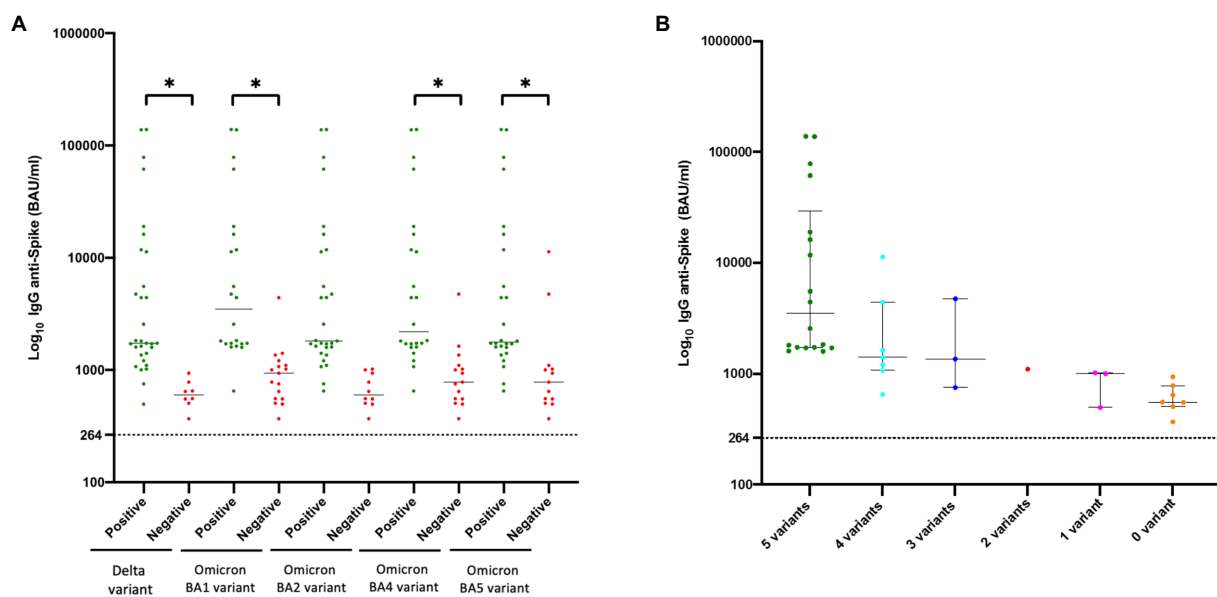 A
Log10 IgG anti-Spike (BAU/ml)
1000000
100000
10000
1000
264
100
* * * *
Positive Negative Positive Negative Positive Negative Positive Negative Positive Negative
Delta Omicron Omicron Omicron Omicron
variant BA1 variant BA2 variant BA4 variant BA5 variant
B
Log10 IgG anti-Spike (BAU/ml)
1000000
100000
10000
1000
264
100
5 variants 4 variants 3 variants 2 variants 1 variant 0 variant